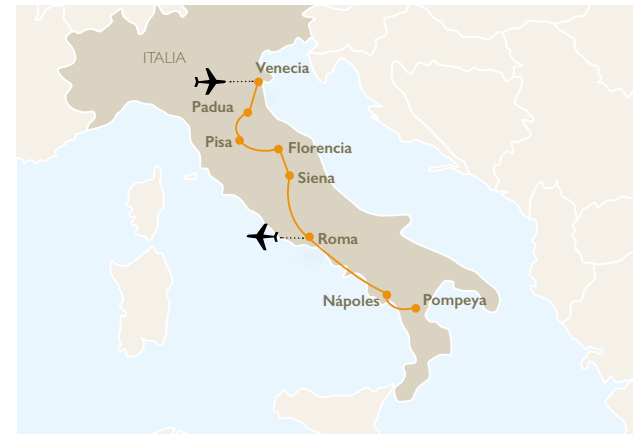 ITALIA
Venecia
Padua
Pisa
Florencia
Siena
Roma
Nápoles
Pompeya